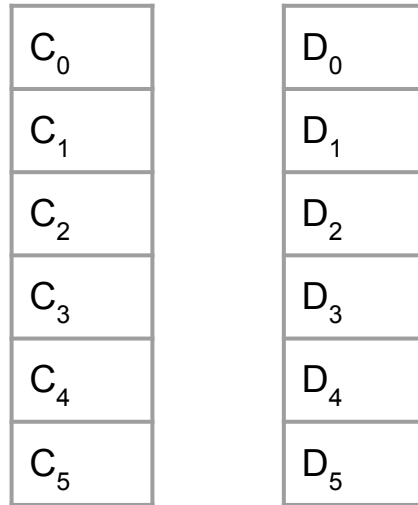 C₀ D₀
C₁ D₁
C₂ D₂
C₃ D₃
C₄ D₄
C₅ D₅